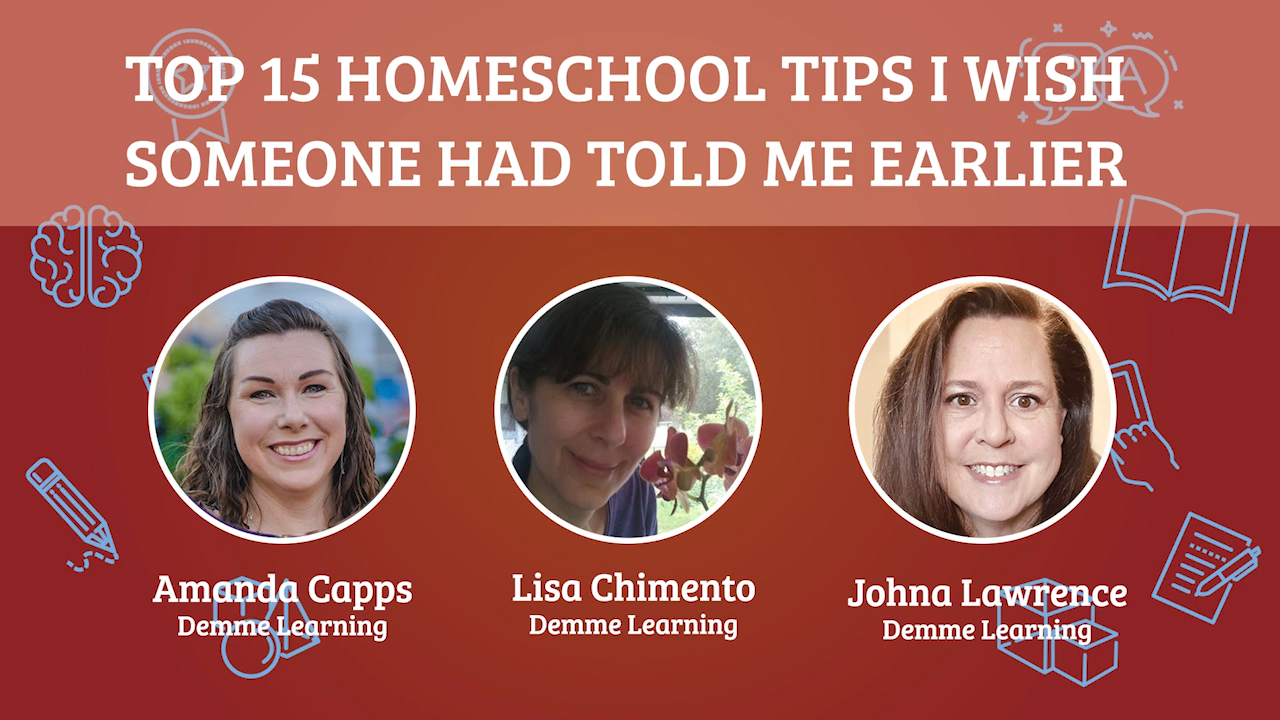 TOP 15 HOMESCHOOL TIPS I WISH
SOMEONE HAD TOLD ME EARLIER
A
Amanda Capps
Demme Learning
Lisa Chimento
Demme Learning
Johna Lawrence
Demme Learning